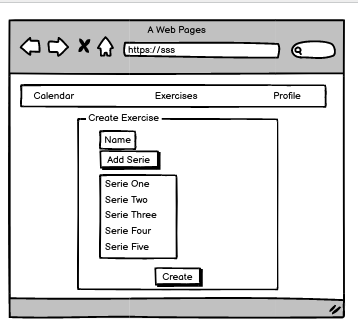 A Web Pages
https://sss
Calendar Exercises Profile
Create Exercise
Name
Add Serie
Serie One
Serie Two
Serie Three
Serie Four
Serie Five
Create